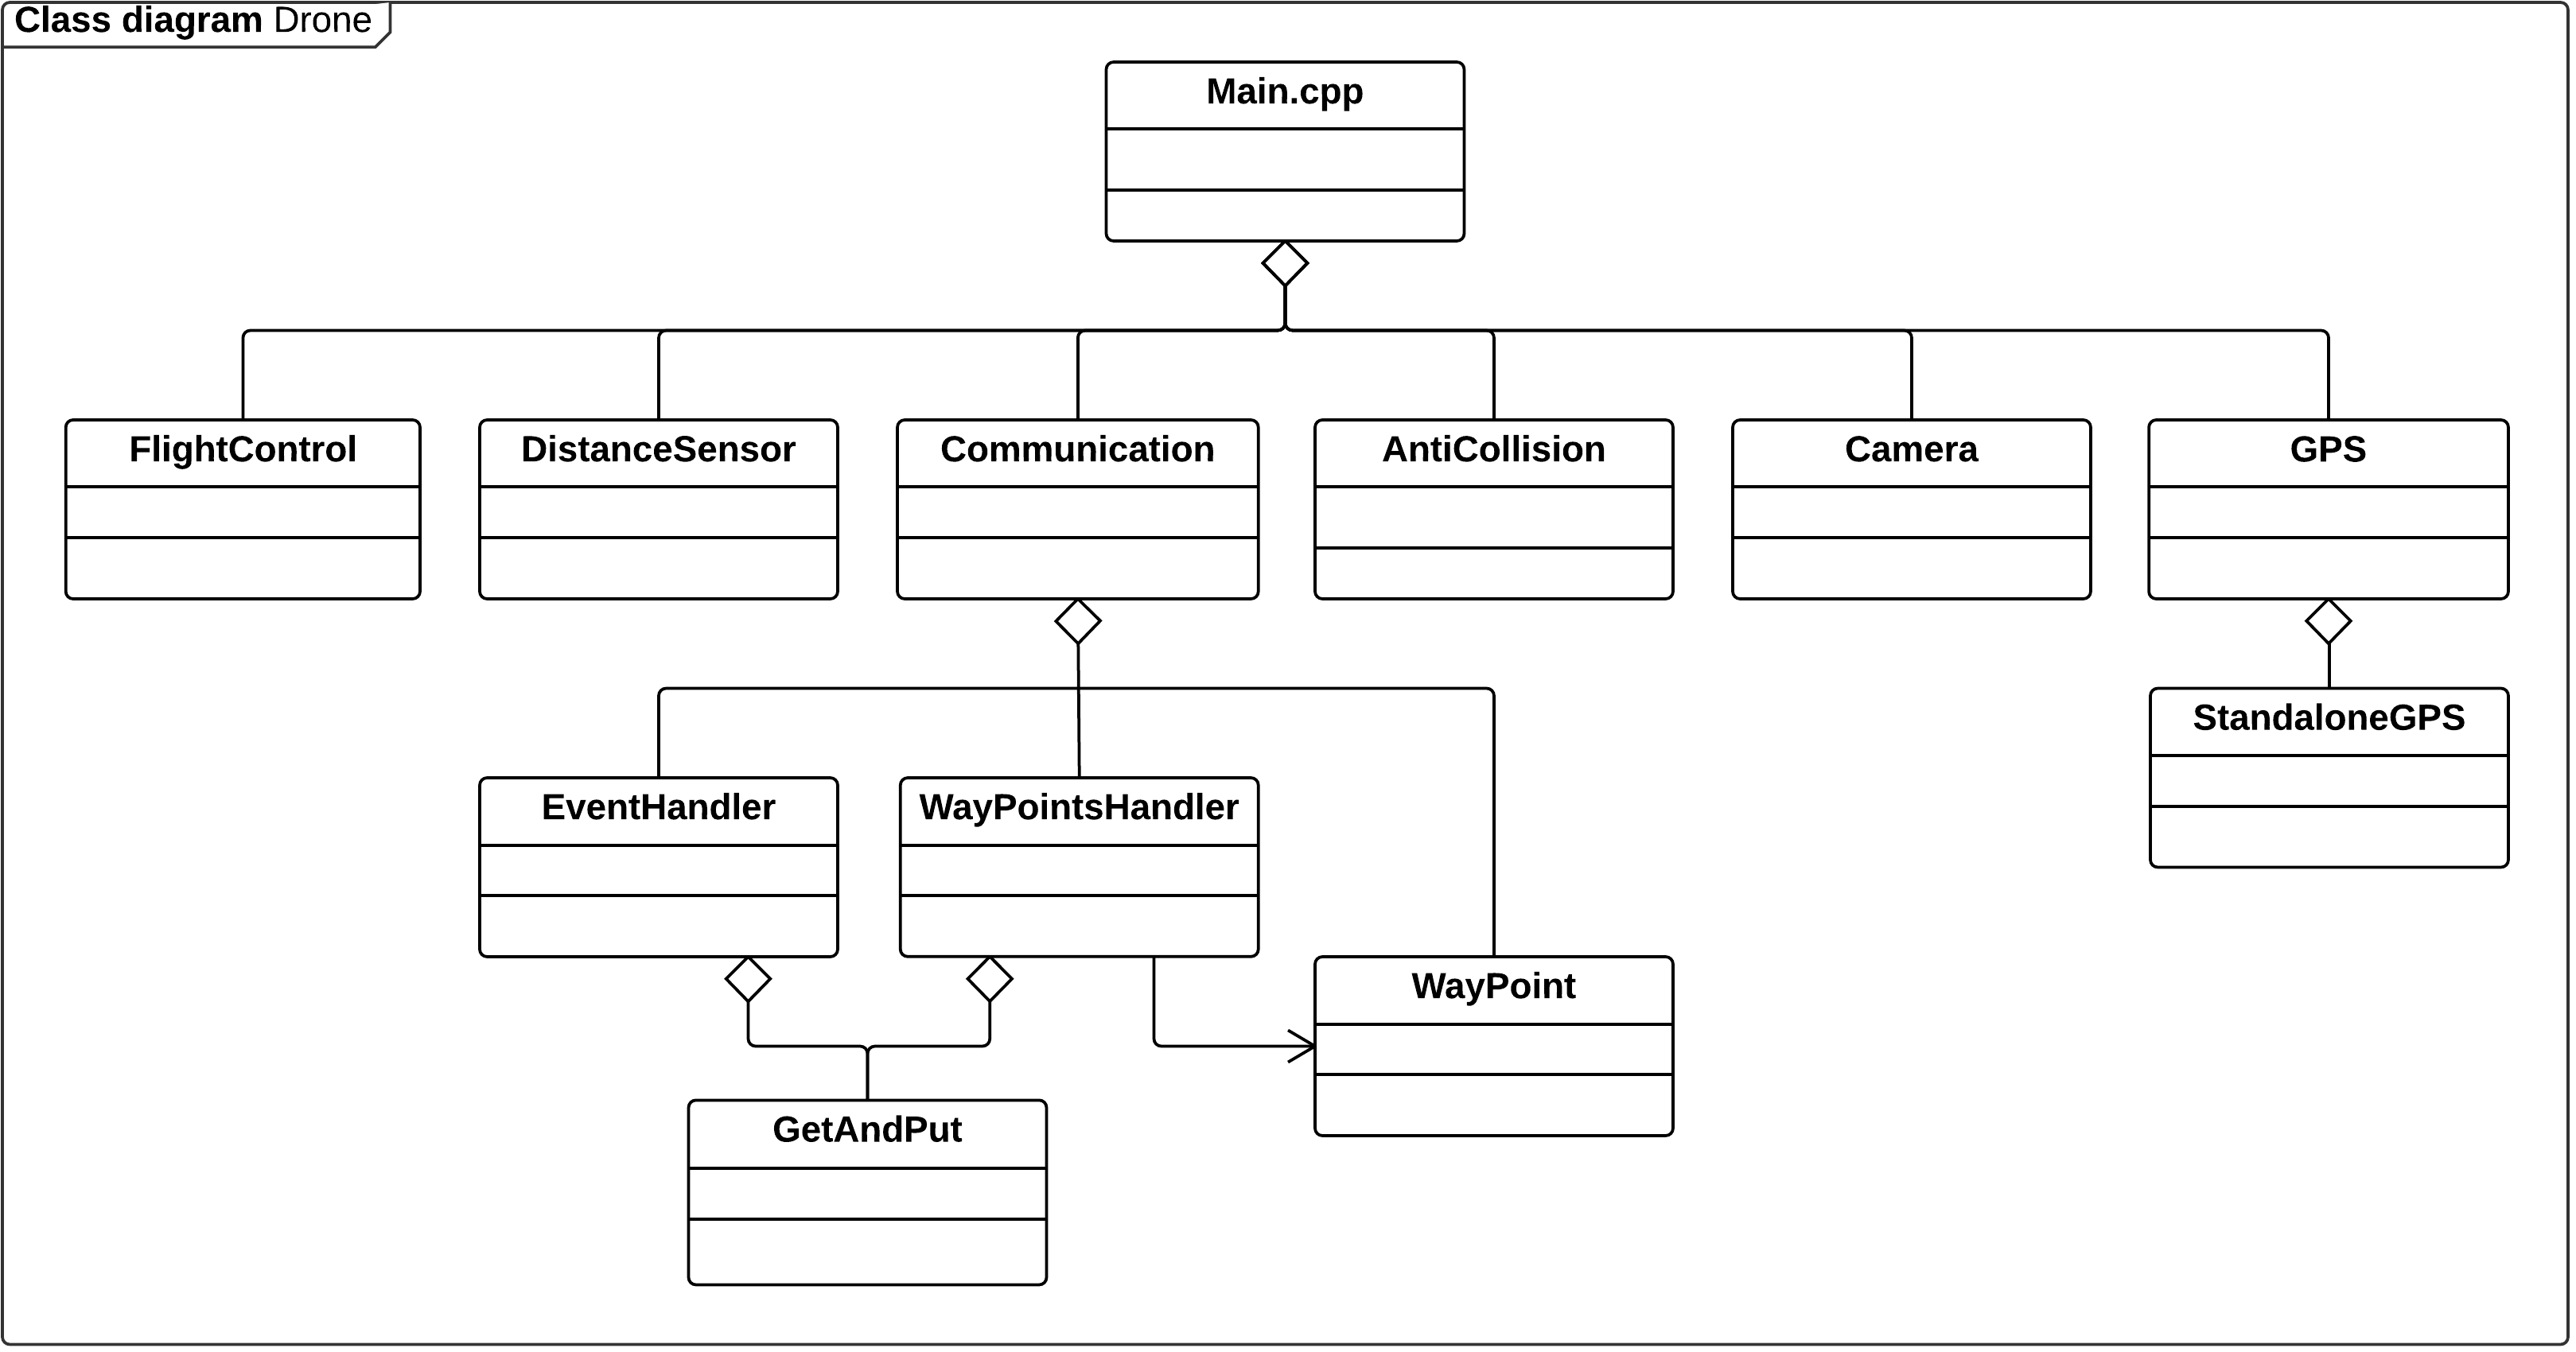 Class diagram Drone
Main.cpp
FlightControl
DistanceSensor
Communication
AntiCollision
Camera
GPS
StandaloneGPS
EventHandler
WayPointsHandler
WayPoint
GetAndPut